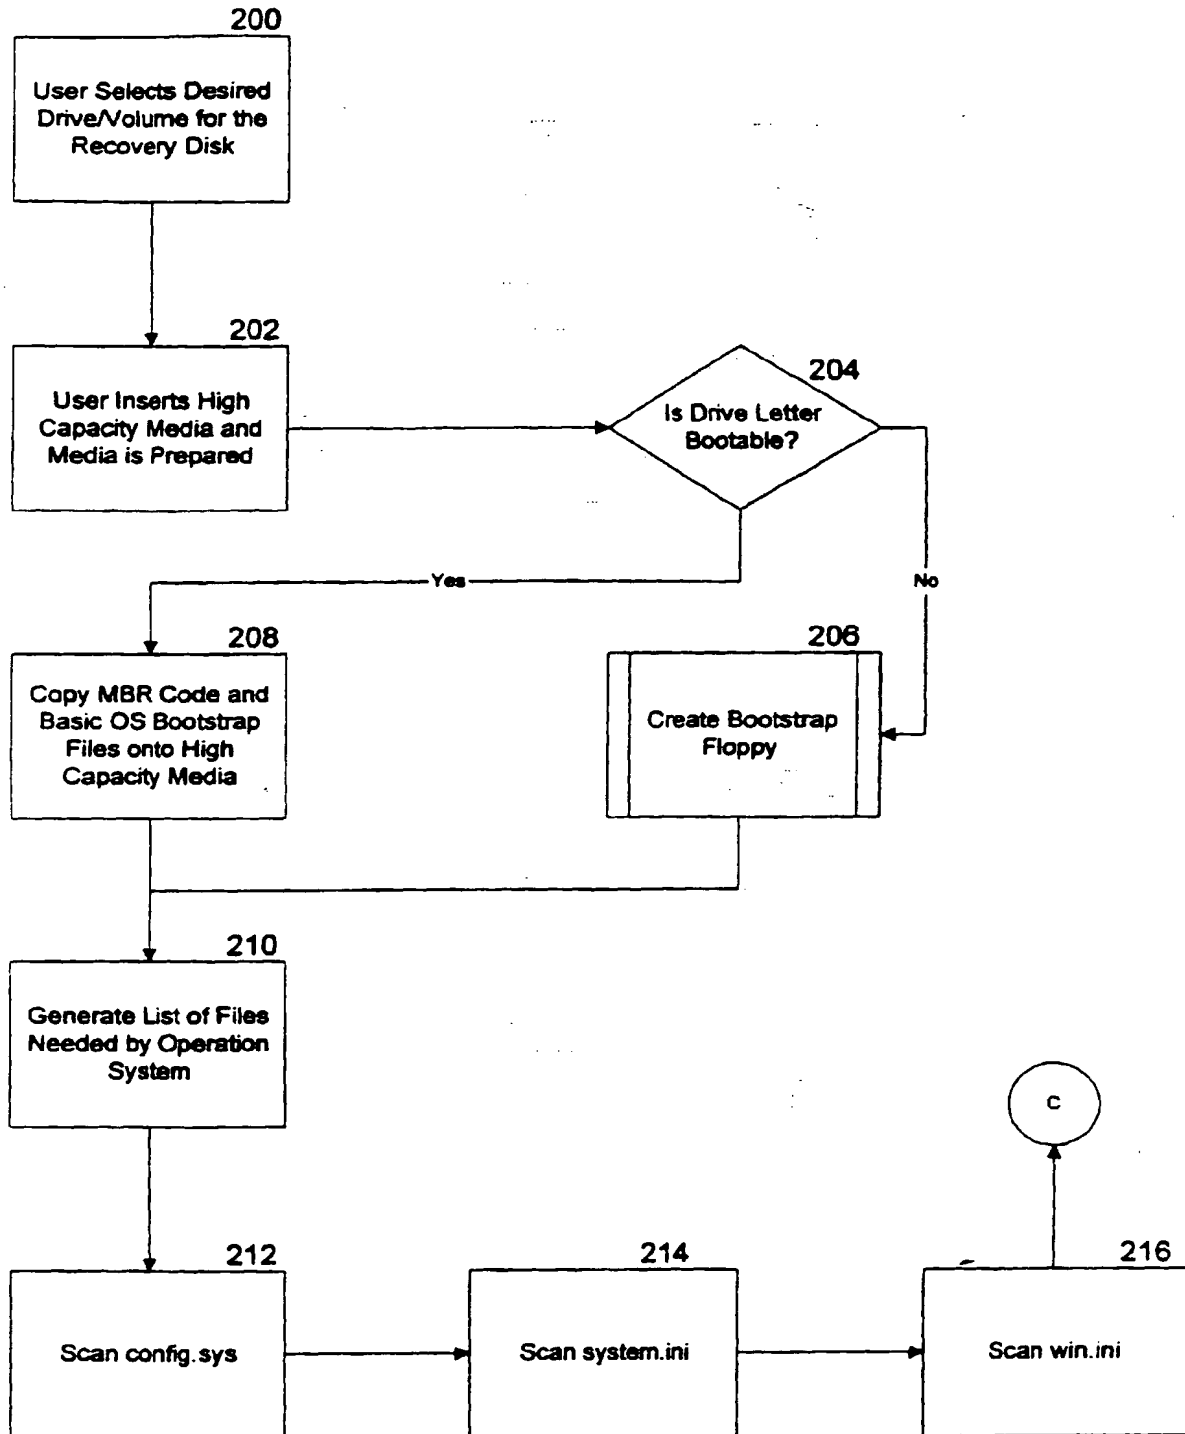 200
User Selects Desired
Drive/Volume for the
Recovery Disk
202
User Inserts High
Capacity Media and
Media is Prepared
204
Is Drive Letter
Bootable?
Yes
No
208
Copy MBR Code and
Basic OS Bootstrap
Files onto High
Capacity Media
206
Create Bootstrap
Floppy
210
Generate List of Files
Needed by Operation
System
C
212
Scan config.sys
214
Scan system.ini
216
Scan win.ini